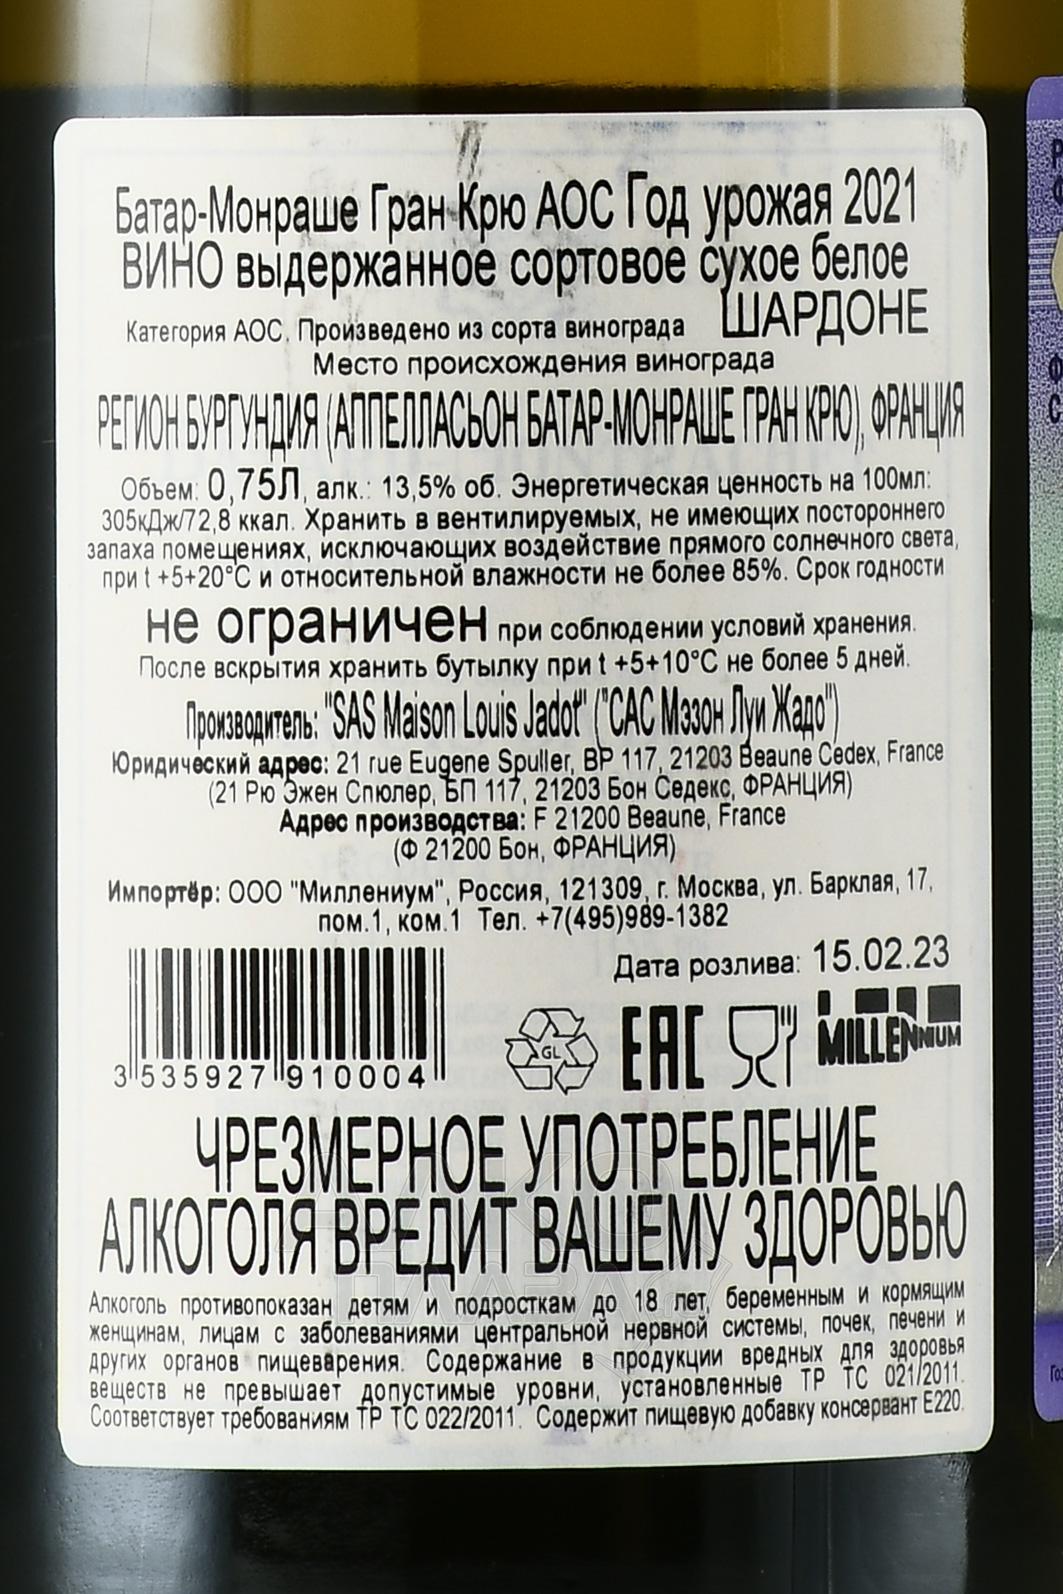 Батар-Монраше Гран Крю АОС Год урожая 2021
ВИНО выдержанное сортовое сухое белое
Категория АОС. Произведено из сорта винограда ШАРДОНЕ
Место происхождения винограда
РЕГИОН БУРГУНДИЯ (АППЕЛЛАСЬОН БАТАР-МОНРАШЕ ГРАН КРЮ), ФРАНЦИЯ
Объем: 0,75Л, алк.: 13,5% об. Энергетическая ценность на 100мл:
305кДж/72,8 ккал. Хранить в вентилируемых, не имеющих постороннего
запаха помещениях, исключающих воздействие прямого солнечного света,
при t +5+20°С и относительной влажности не более 85%. Срок годности
не ограничен при соблюдении условий хранения.
После вскрытия хранить бутылку при t +5+10°С не более 5 дней.
Производитель: "SAS Maison Louis Jadot" ("САС Мэзон Луи Жадо")
Юридический адрес: 21 rue Eugene Spuller, BP 117, 21203 Beaune Cedex, France
(21 Рю Эжен Спюлер, БП 117, 21203 Бон Седекс, ФРАНЦИЯ)
Адрес производства: F 21200 Beaune, France
(Ф 21200 Бон, ФРАНЦИЯ)
Импортёр: ООО "Миллениум", Россия, 121309, г. Москва, ул. Барклая, 17,
пом.1, ком.1 Тел. +7(495)989-1382
Дата розлива: 15.02.23
3 535927 910004
GL
EAC
MILLENNIUM
ЧРЕЗМЕРНОЕ УПОТРЕБЛЕНИЕ
АЛКОГОЛЯ ВРЕДИТ ВАШЕМУ ЗДОРОВЬЮ
Алкоголь противопоказан детям и подросткам до 18 лет, беременным и кормящим
женщинам, лицам с заболеваниями центральной нервной системы, почек, печени и
других органов пищеварения. Содержание в продукции вредных для здоровья
веществ не превышает допустимые уровни, установленные ТР ТС 021/2011.
Соответствует требованиям ТР ТС 022/2011. Содержит пищевую добавку консервант Е220.